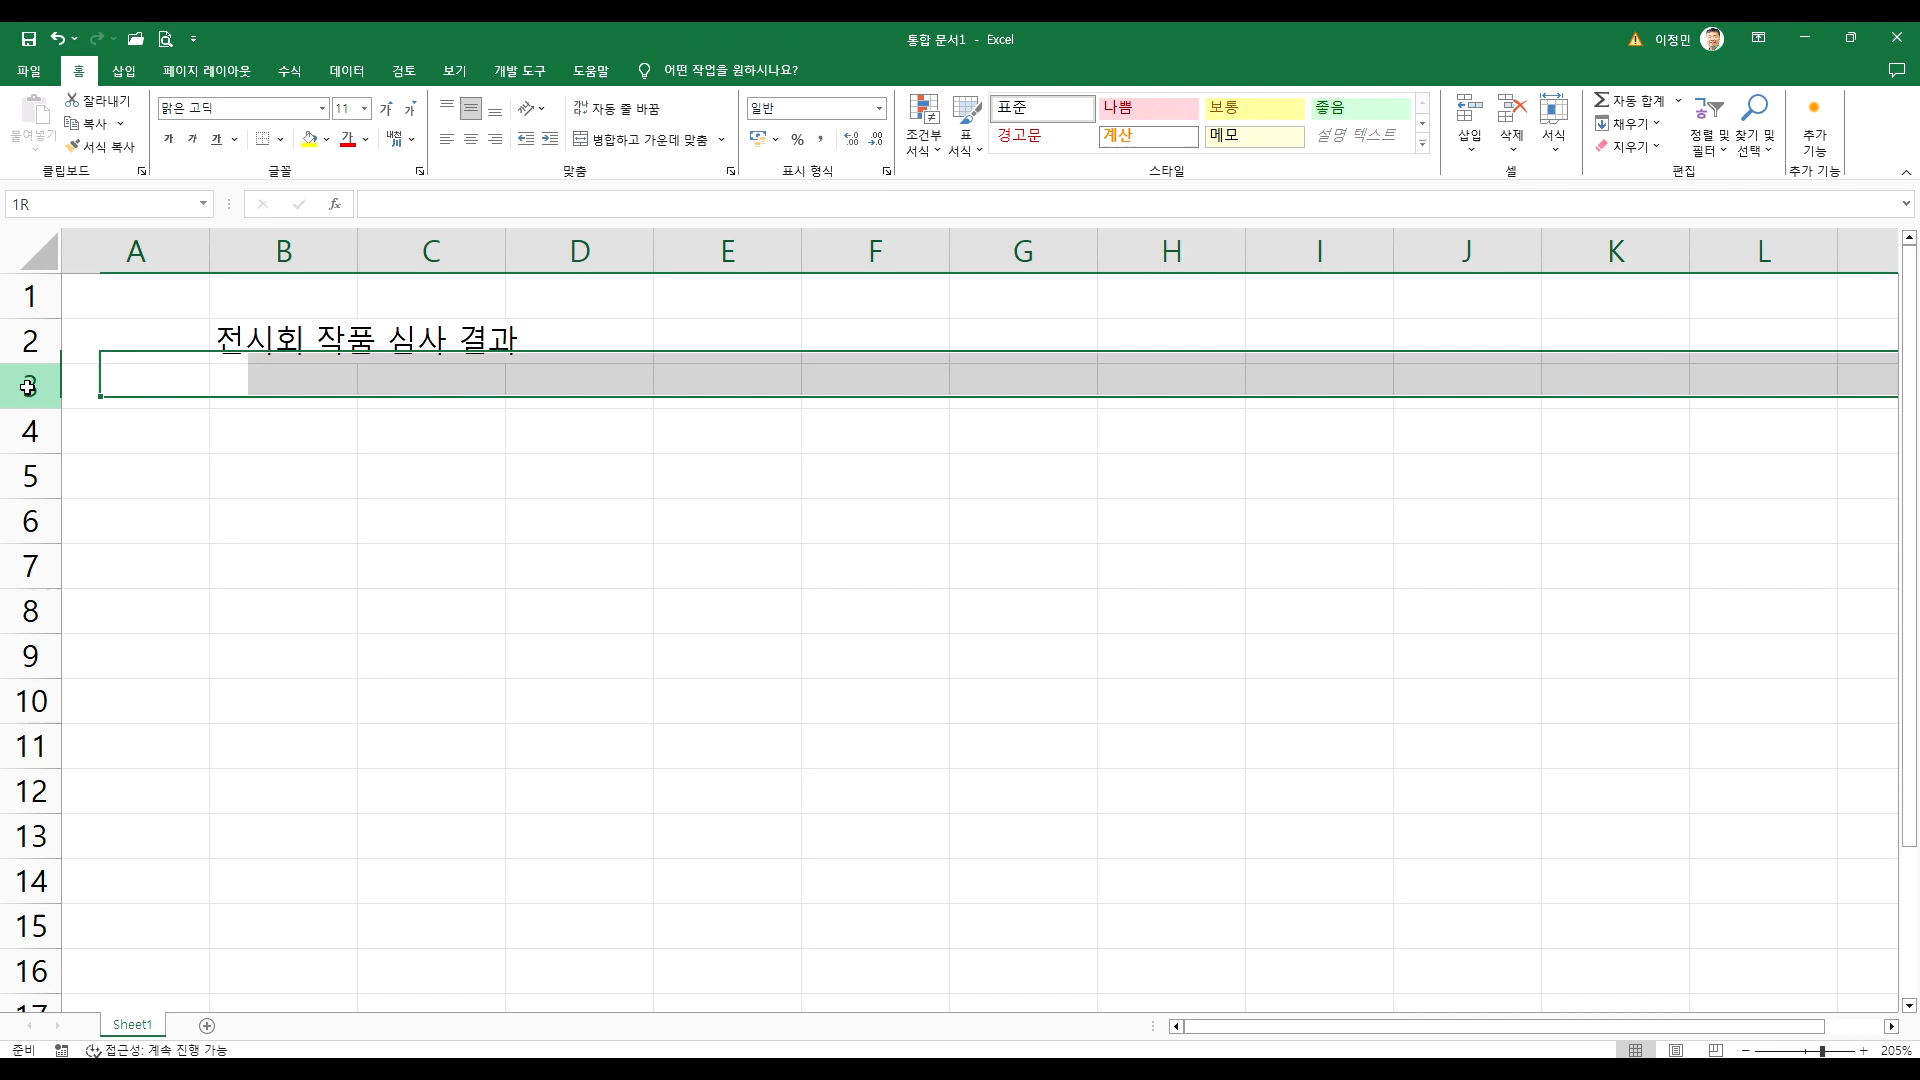 통합 문서1 - Excel
이정민
파일 홈 삽입 페이지 레이아웃 수식 데이터 검토 보기 개발 도구 도움말 어떤 작업을 원하시나요?
붙여넣기 잘라내기 복사 서식 복사
클립보드
맑은 고딕 11 가 가
가 가 가 가 내천
글꼴
자동 줄 바꿈
병합하고 가운데 맞춤
맞춤
일반
% ,
표시 형식
조건부 서식
표 서식
표준 나쁨 보통 좋음
경고문 계산 메모 설명 텍스트
스타일
삽입 삭제 서식
셀
자동 합계
채우기
지우기
정렬 및 필터
찾기 및 선택
편집
추가 기능
추가 기능
1R fx
A B C D E F G H I J K L
1
2 전시회 작품 심사 결과
3
4
5
6
7
8
9
10
11
12
13
14
15
16
17
Sheet1
준비 접근성: 계속 진행 가능 205%